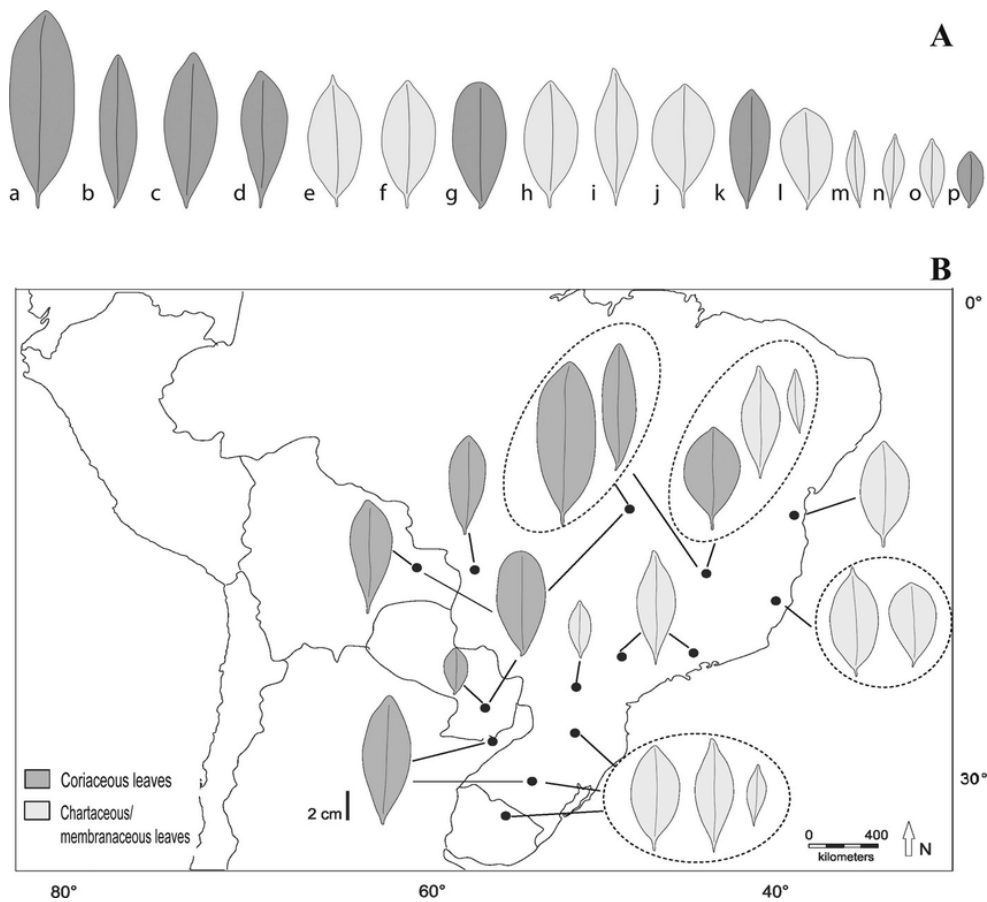 A
a b c d e f g h i j k l m n o p
B
0°
30°
Coriaceous leaves
Chartaceous/
membranaceous leaves
2 cm
0 400
kilometers
N
80° 60° 40°